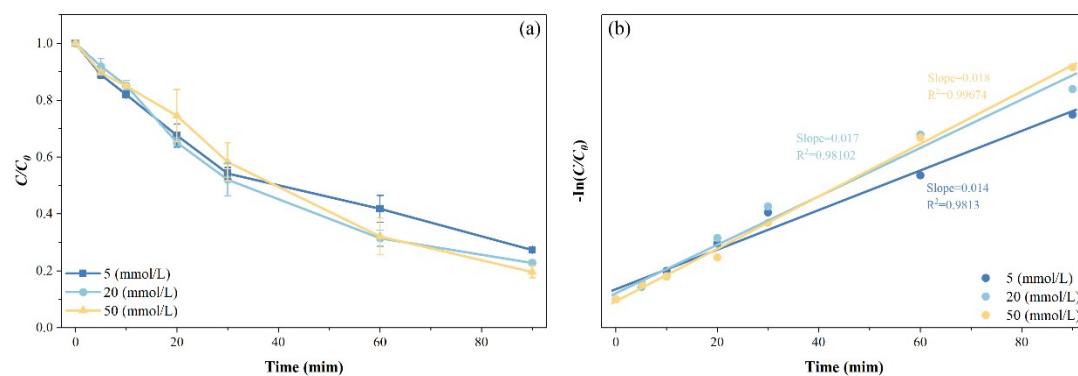 (a)
1.0
0.8
0.6
0.4
0.2
0.0
C/C0
5 (mmol/L)
20 (mmol/L)
50 (mmol/L)
0 20 40 60 80
Time (mim)
(b)
-In(C/C0)
Slope=0.018
R²=0.99674
Slope=0.017
R²=0.98102
Slope=0.014
R²=0.9813
5 (mmol/L)
20 (mmol/L)
50 (mmol/L)
0 20 40 60 80
Time (mim)